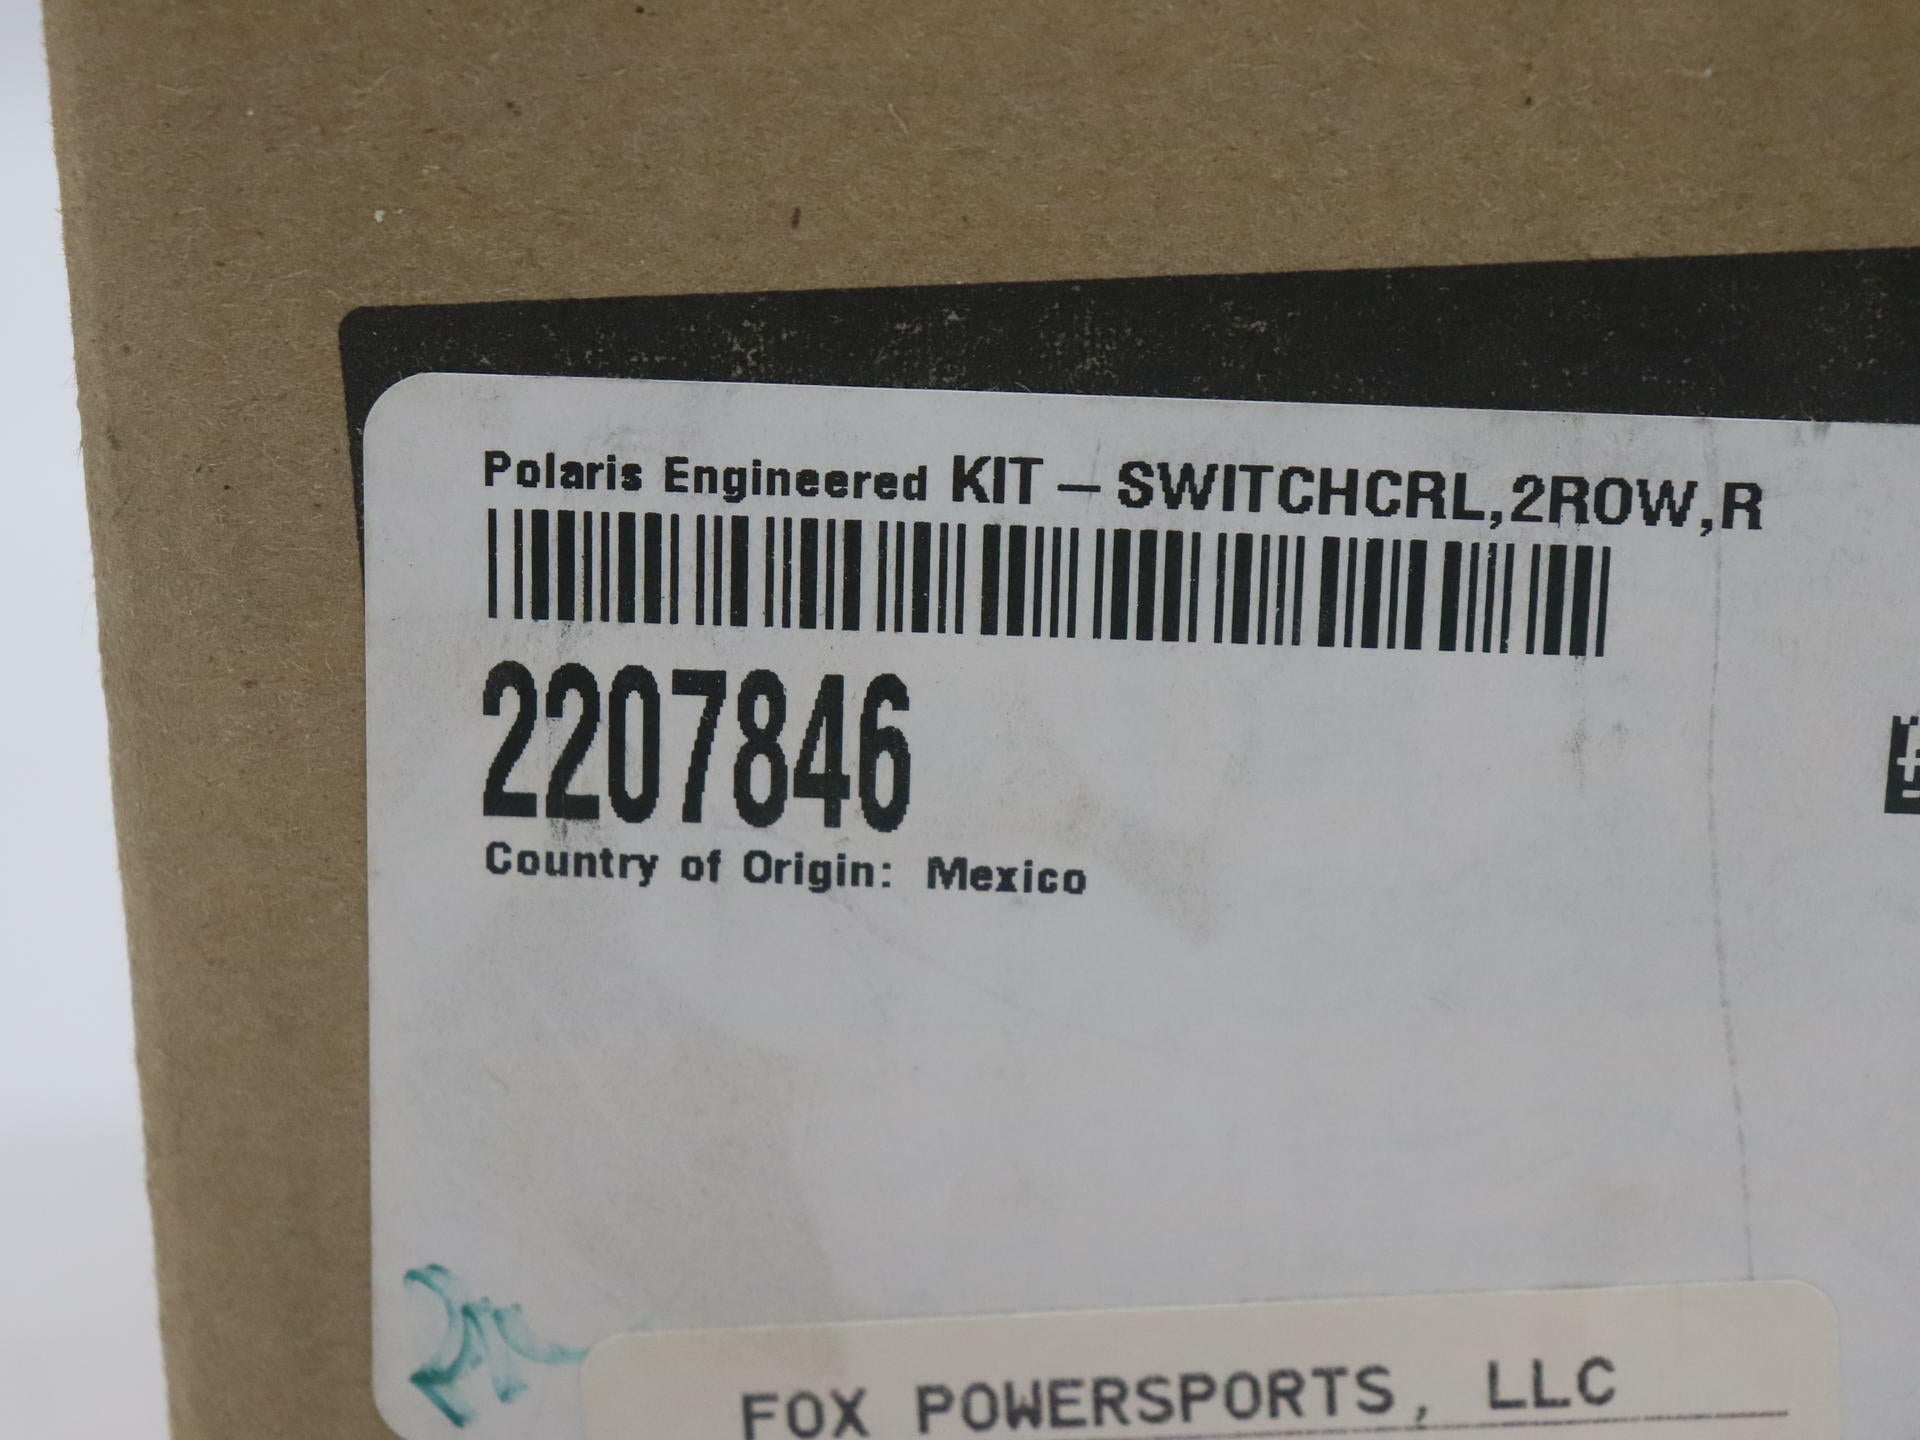 Polaris Engineered KIT – SWITCHCRL,2ROW,R
2207846
Country of Origin: Mexico
FOX POWERSPORTS, LLC